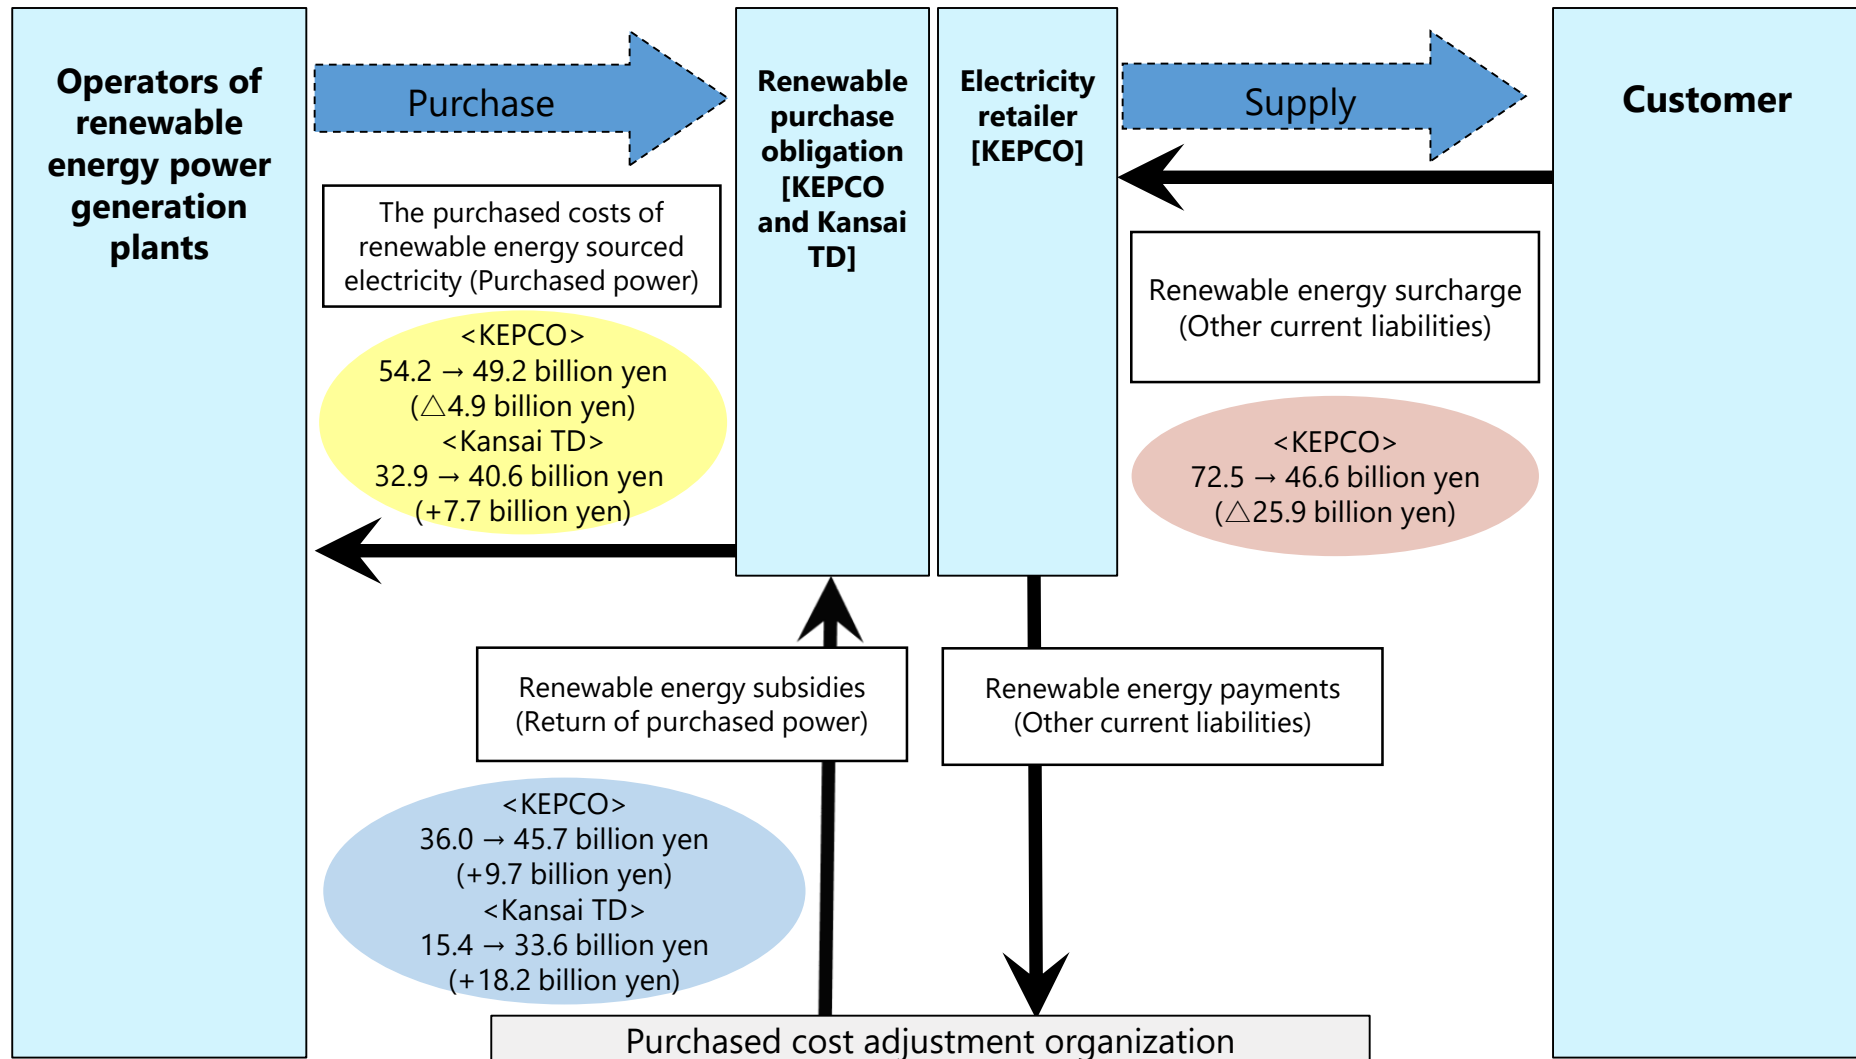 Operators of
renewable
energy power
generation
plants
Purchase
The purchased costs of
renewable energy sourced
electricity (Purchased power)
<KEPCO>
54.2 → 49.2 billion yen
(△4.9 billion yen)
<Kansai TD>
32.9 → 40.6 billion yen
(+7.7 billion yen)
Renewable
purchase
obligation
[KEPCO
and Kansai
TD]
Electricity
retailer
[KEPCO]
Supply
Customer
Renewable energy surcharge
(Other current liabilities)
<KEPCO>
72.5 → 46.6 billion yen
(△25.9 billion yen)
Renewable energy subsidies
(Return of purchased power)
Renewable energy payments
(Other current liabilities)
<KEPCO>
36.0 → 45.7 billion yen
(+9.7 billion yen)
<Kansai TD>
15.4 → 33.6 billion yen
(+18.2 billion yen)
Purchased cost adjustment organization